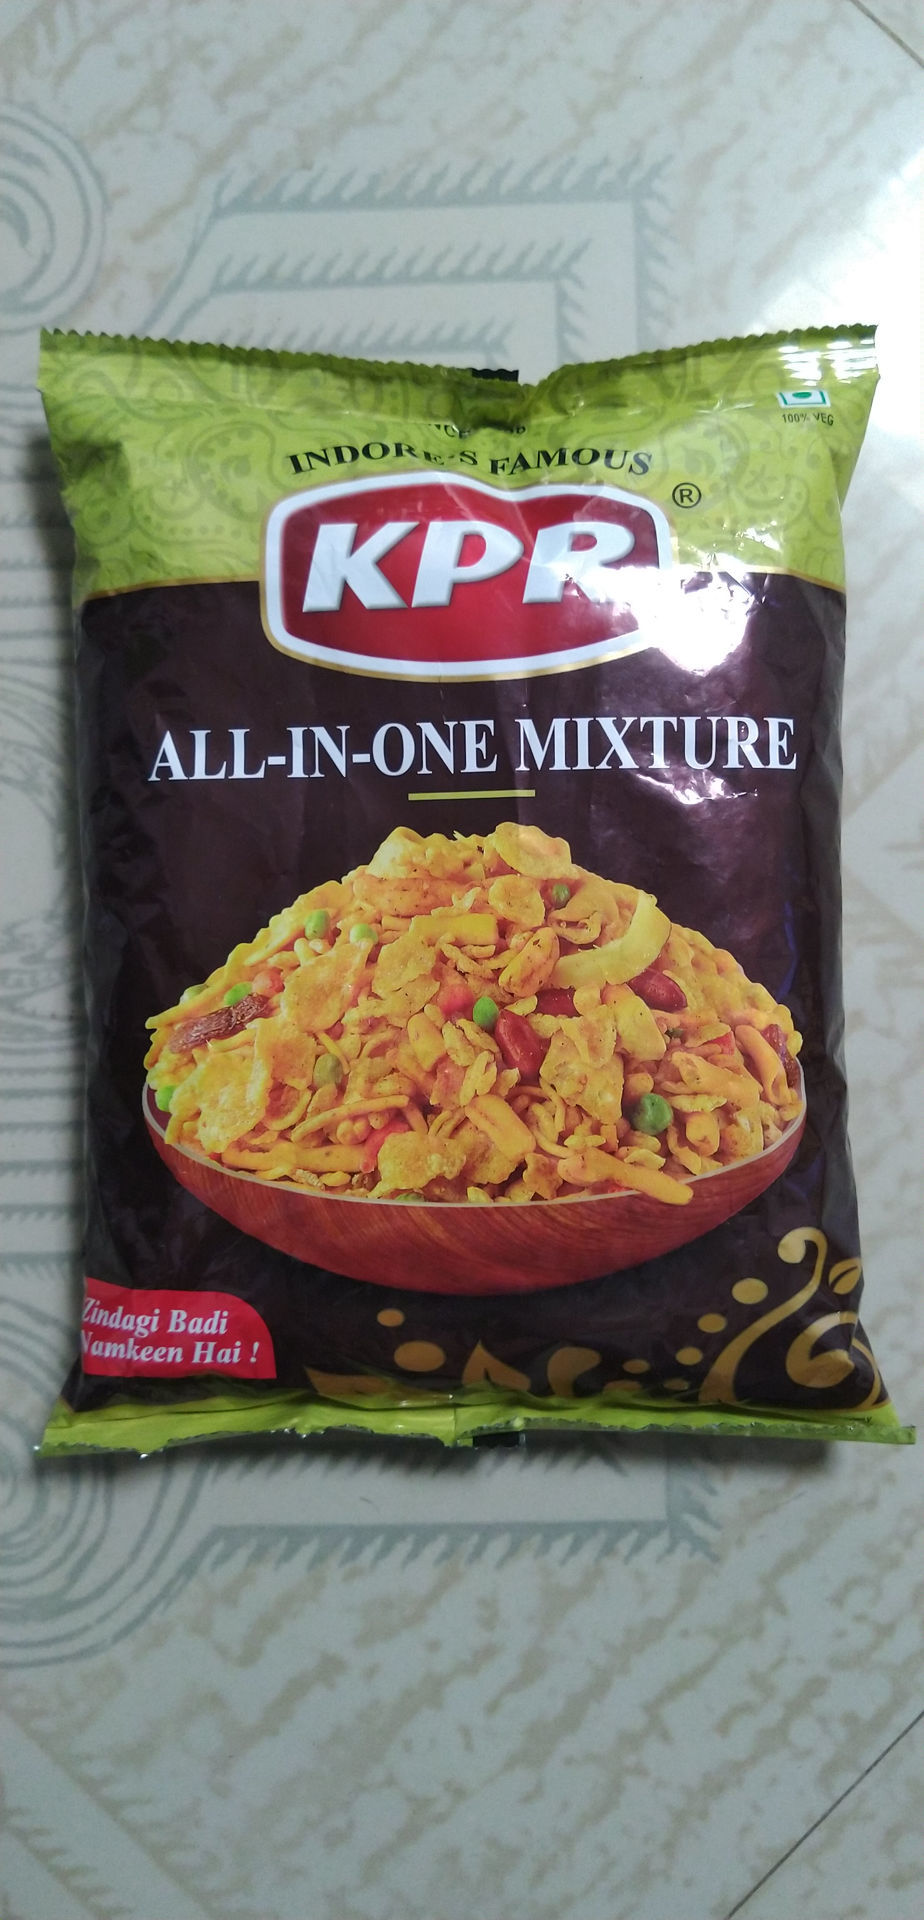 INDORE'S FAMOUS
KPR
®
100% VEG
ALL-IN-ONE MIXTURE
Zindagi Badi
Namkeen Hai !